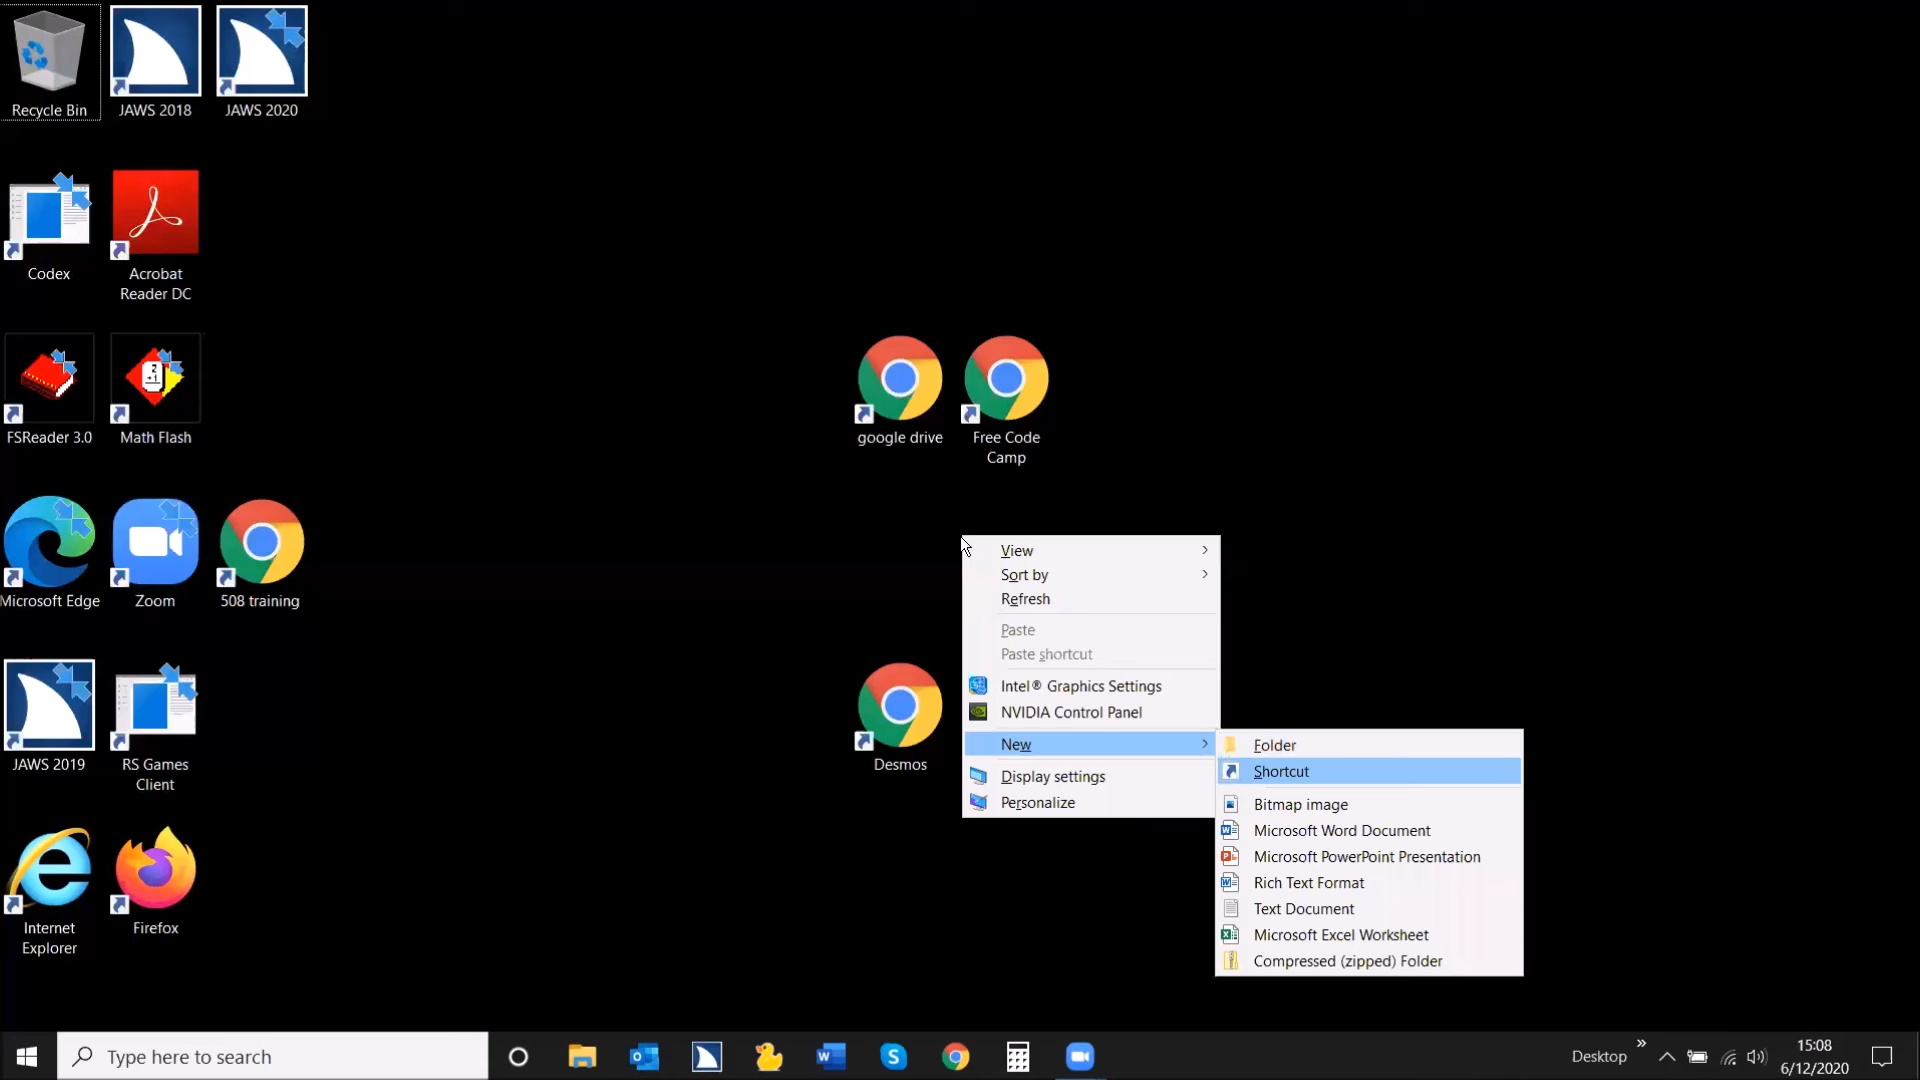 Recycle Bin
JAWS 2018
JAWS 2020
Codex
Acrobat
Reader DC
FSReader 3.0
Math Flash
google drive
Free Code
Camp
Microsoft Edge
Zoom
508 training
JAWS 2019
RS Games
Client
Desmos
Internet
Explorer
Firefox
View
Sort by
Refresh
Paste
Paste shortcut
Intel® Graphics Settings
NVIDIA Control Panel
New
Display settings
Personalize
Folder
Shortcut
Bitmap image
Microsoft Word Document
Microsoft PowerPoint Presentation
Rich Text Format
Text Document
Microsoft Excel Worksheet
Compressed (zipped) Folder
Type here to search
Desktop
15:08
6/12/2020